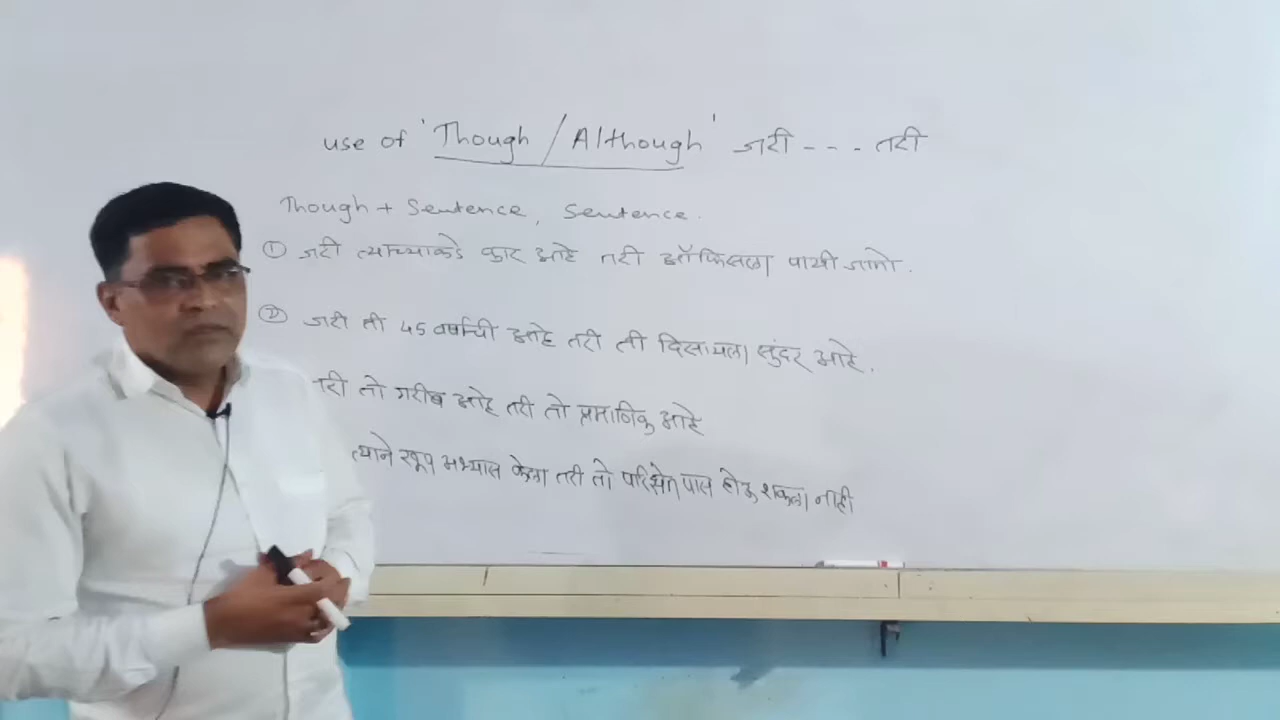 use of 'Though / Although' जरी --- तरी
Though + Sentence, Sentence.
① जरी त्याच्याकडे कार आहे तरी ऑफिसला पायी जातो.
② जरी ती 45 वर्षाची आहे तरी ती दिसायला सुंदर आहे.
तो गरीब आहे तरी तो प्रमाणिक आहे
त्याने खूप अभ्यास केला तरी तो परिक्षेत पास होऊ शकला नाही